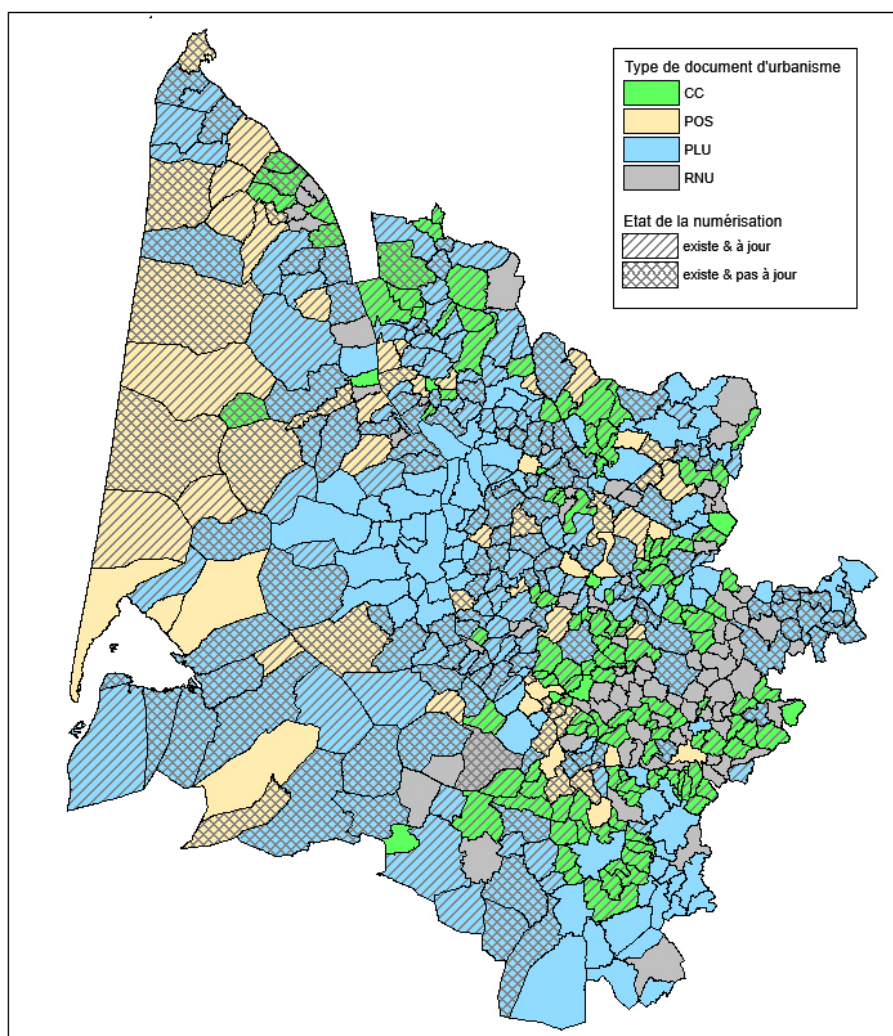 Type de document d'urbanisme
CC
POS
PLU
RNU
Etat de la numérisation
existe & à jour
existe & pas à jour